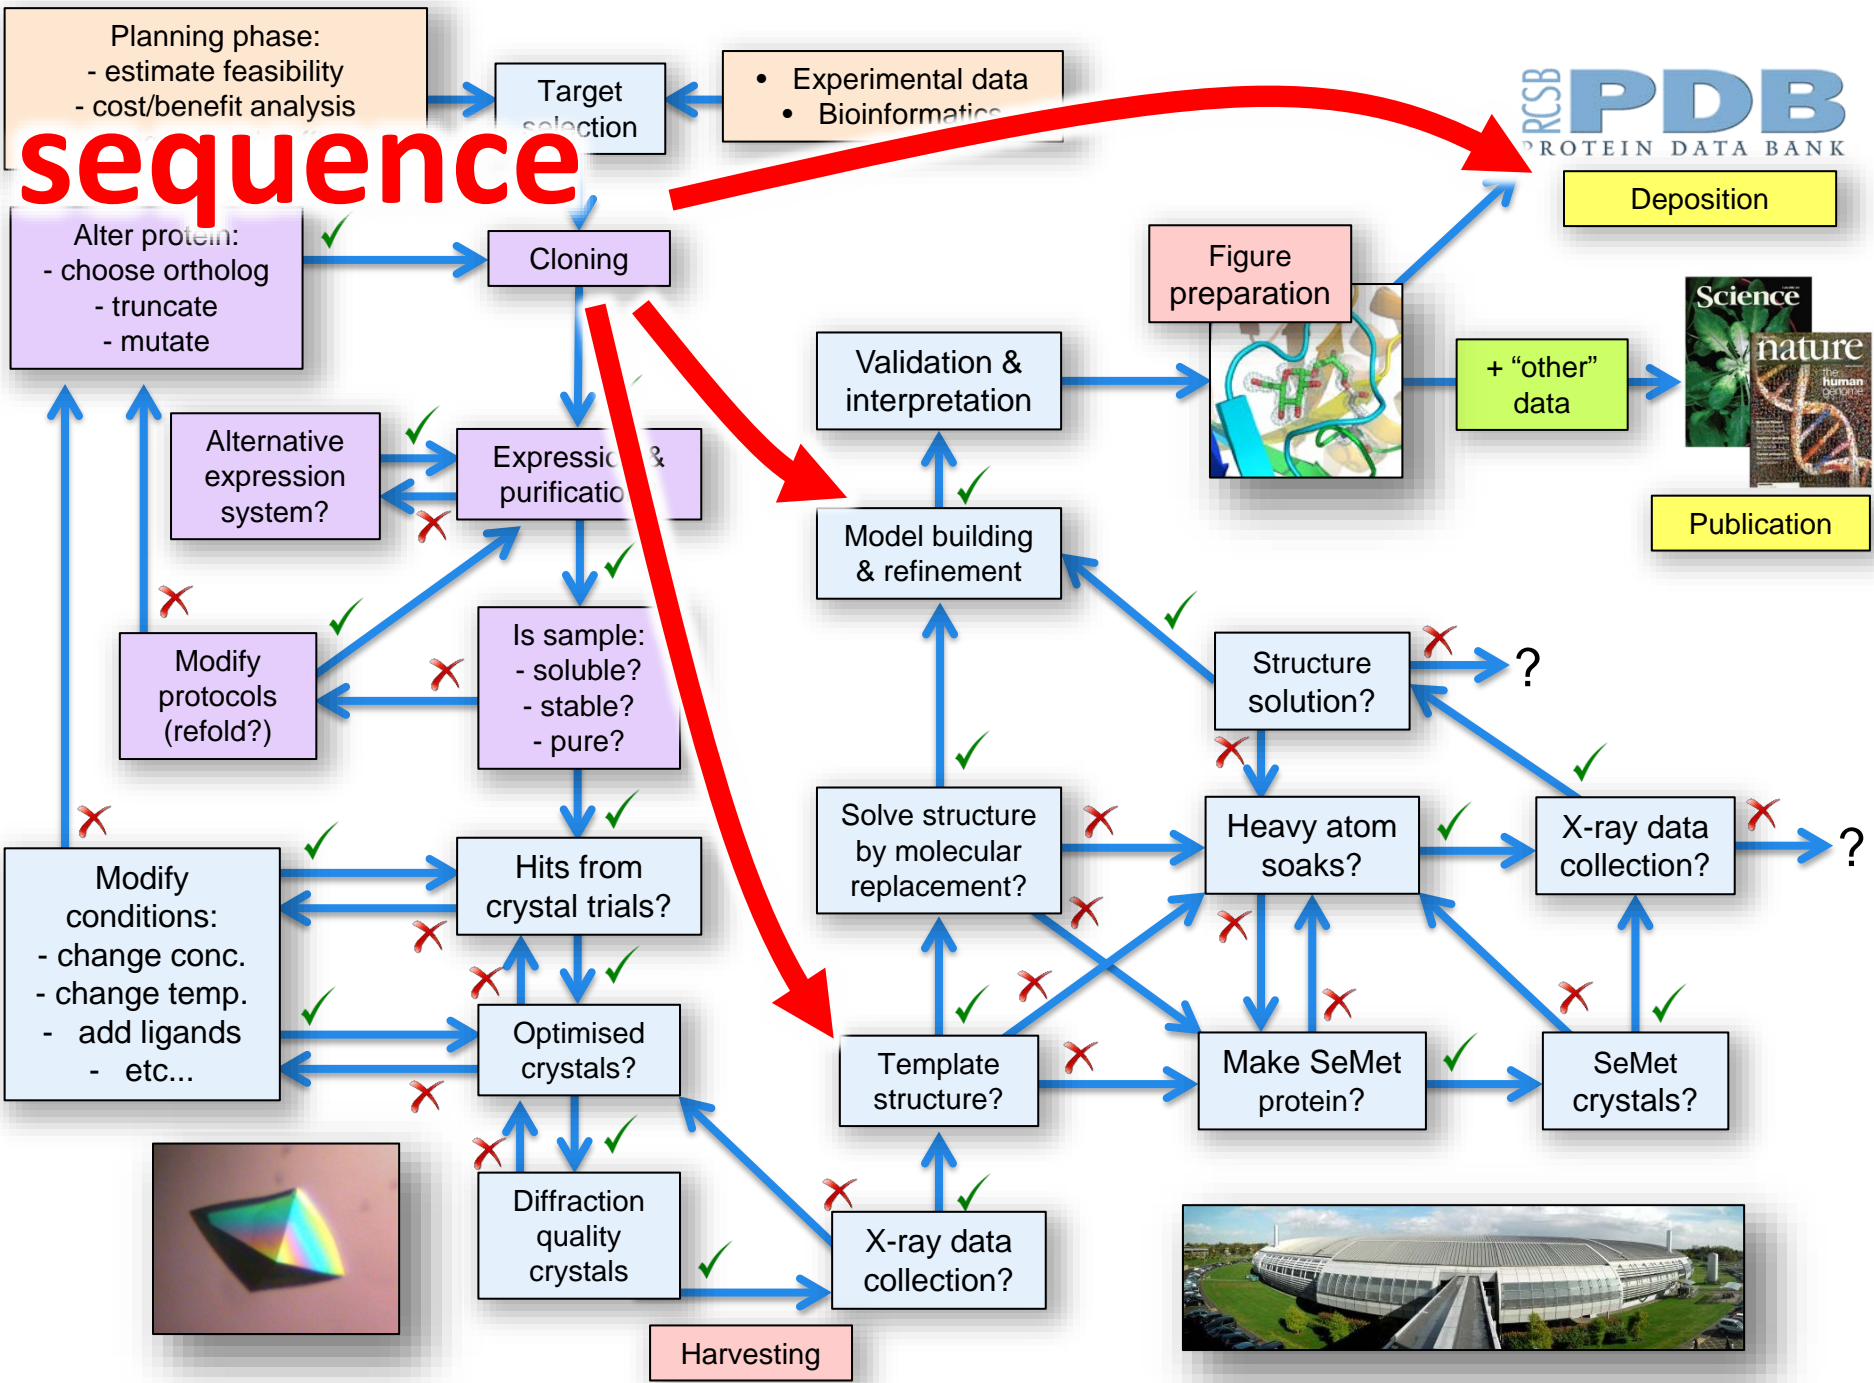 Planning phase:
- estimate feasibility
- cost/benefit analysis
sequence
Target
selection
• Experimental data
• Bioinformatics
RCSB
PDB
PROTEIN DATA BANK
Deposition
Alter protein:
- choose ortholog
- truncate
- mutate
Cloning
Figure
preparation
Validation &
interpretation
+ “other”
data
Science
nature
the
human
genome
Publication
Alternative
expression
system?
Expression &
purification
Model building
& refinement
Modify
protocols
(refold?)
Is sample:
- soluble?
- stable?
- pure?
Structure
solution?
?
Solve structure
by molecular
replacement?
Heavy atom
soaks?
X-ray data
collection?
?
Modify
conditions:
- change conc.
- change temp.
- add ligands
- etc...
Hits from
crystal trials?
Optimised
crystals?
Template
structure?
Make SeMet
protein?
SeMet
crystals?
Diffraction
quality
crystals
X-ray data
collection?
Harvesting